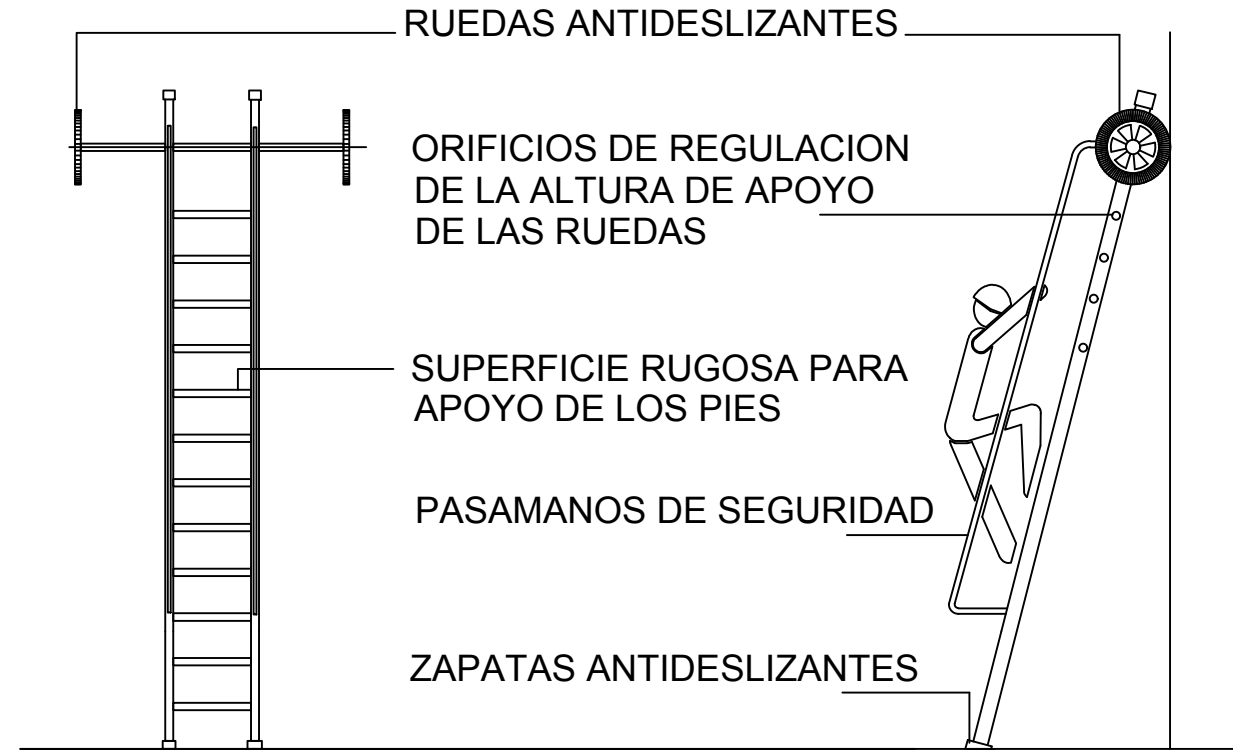 RUEDAS ANTIDESLIZANTES
ORIFICIOS DE REGULACION
DE LA ALTURA DE APOYO
DE LAS RUEDAS
SUPERFICIE RUGOSA PARA
APOYO DE LOS PIES
PASAMANOS DE SEGURIDAD
ZAPATAS ANTIDESLIZANTES